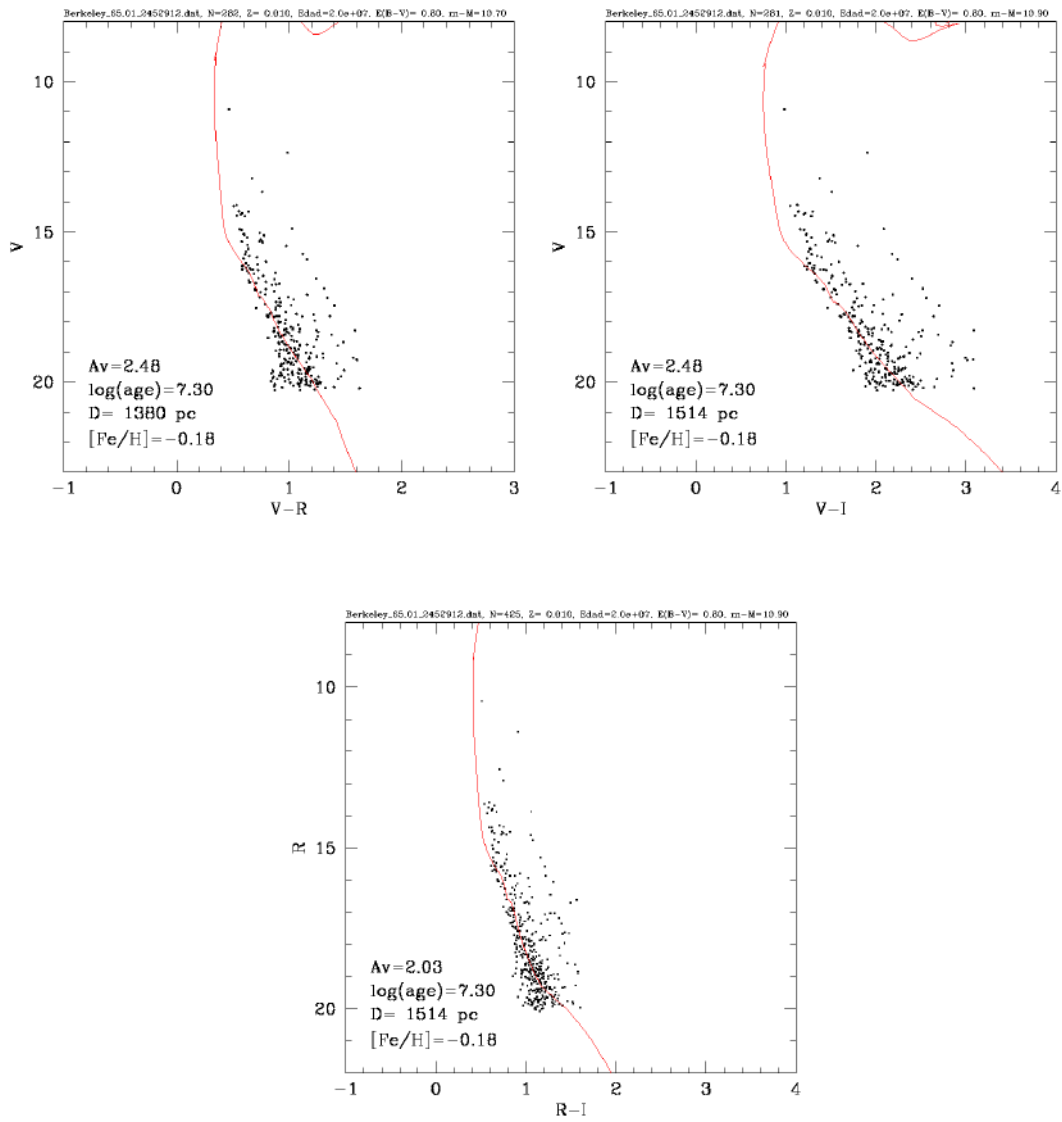 Berkeley_65.01_2452912.dat, N=282, Z= 0.010, Edad=2.0e+07, E(B-V)= 0.80, m-M=10.70
10
15
20
V
Av=2.48
log(age)=7.30
D= 1380 pc
[Fe/H]=-0.18
-1
0
1
2
3
V-R
Berkeley_65.01_2452912.dat, N=281, Z= 0.010, Edad=2.0e+07, E(B-V)= 0.80, m-M=10.90
10
15
20
V
Av=2.48
log(age)=7.30
D= 1514 pc
[Fe/H]=-0.18
-1
0
1
2
3
4
V-I
Berkeley_65.01_2452912.dat, N=425, Z= 0.010, Edad=2.0e+07, E(B-V)= 0.80, m-M=10.90
10
15
20
R
Av=2.03
log(age)=7.30
D= 1514 pc
[Fe/H]=-0.18
-1
0
1
2
3
4
R-I